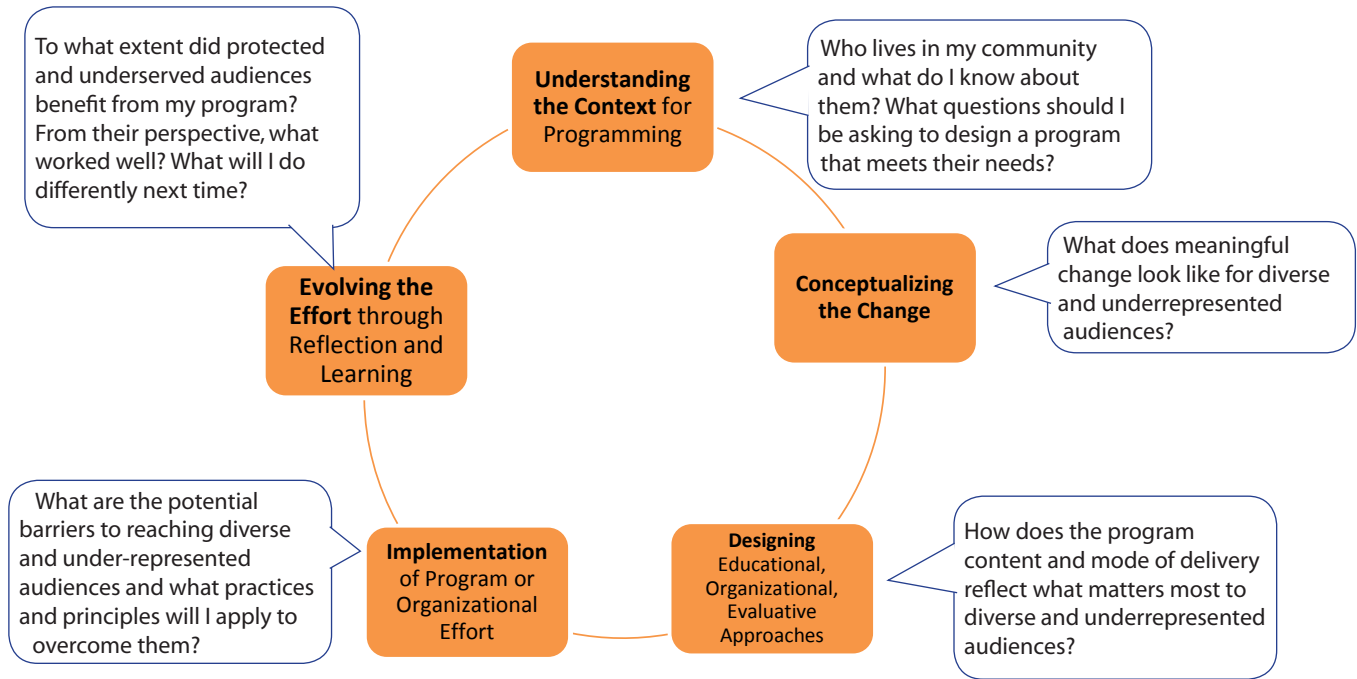 To what extent did protected
and underserved audiences
benefit from my program?
From their perspective, what
worked well? What will I do
differently next time?
Understanding
the Context for
Programming
Who lives in my community
and what do I know about
them? What questions should I
be asking to design a program
that meets their needs?
Conceptualizing
the Change
What does meaningful
change look like for diverse
and underrepresented
audiences?
Evolving the
Effort through
Reflection and
Learning
What are the potential
barriers to reaching diverse
and under-represented
audiences and what practices
and principles will I apply to
overcome them?
Implementation
of Program or
Organizational
Effort
Designing
Educational,
Organizational,
Evaluative
Approaches
How does the program
content and mode of delivery
reflect what matters most to
diverse and underrepresented
audiences?